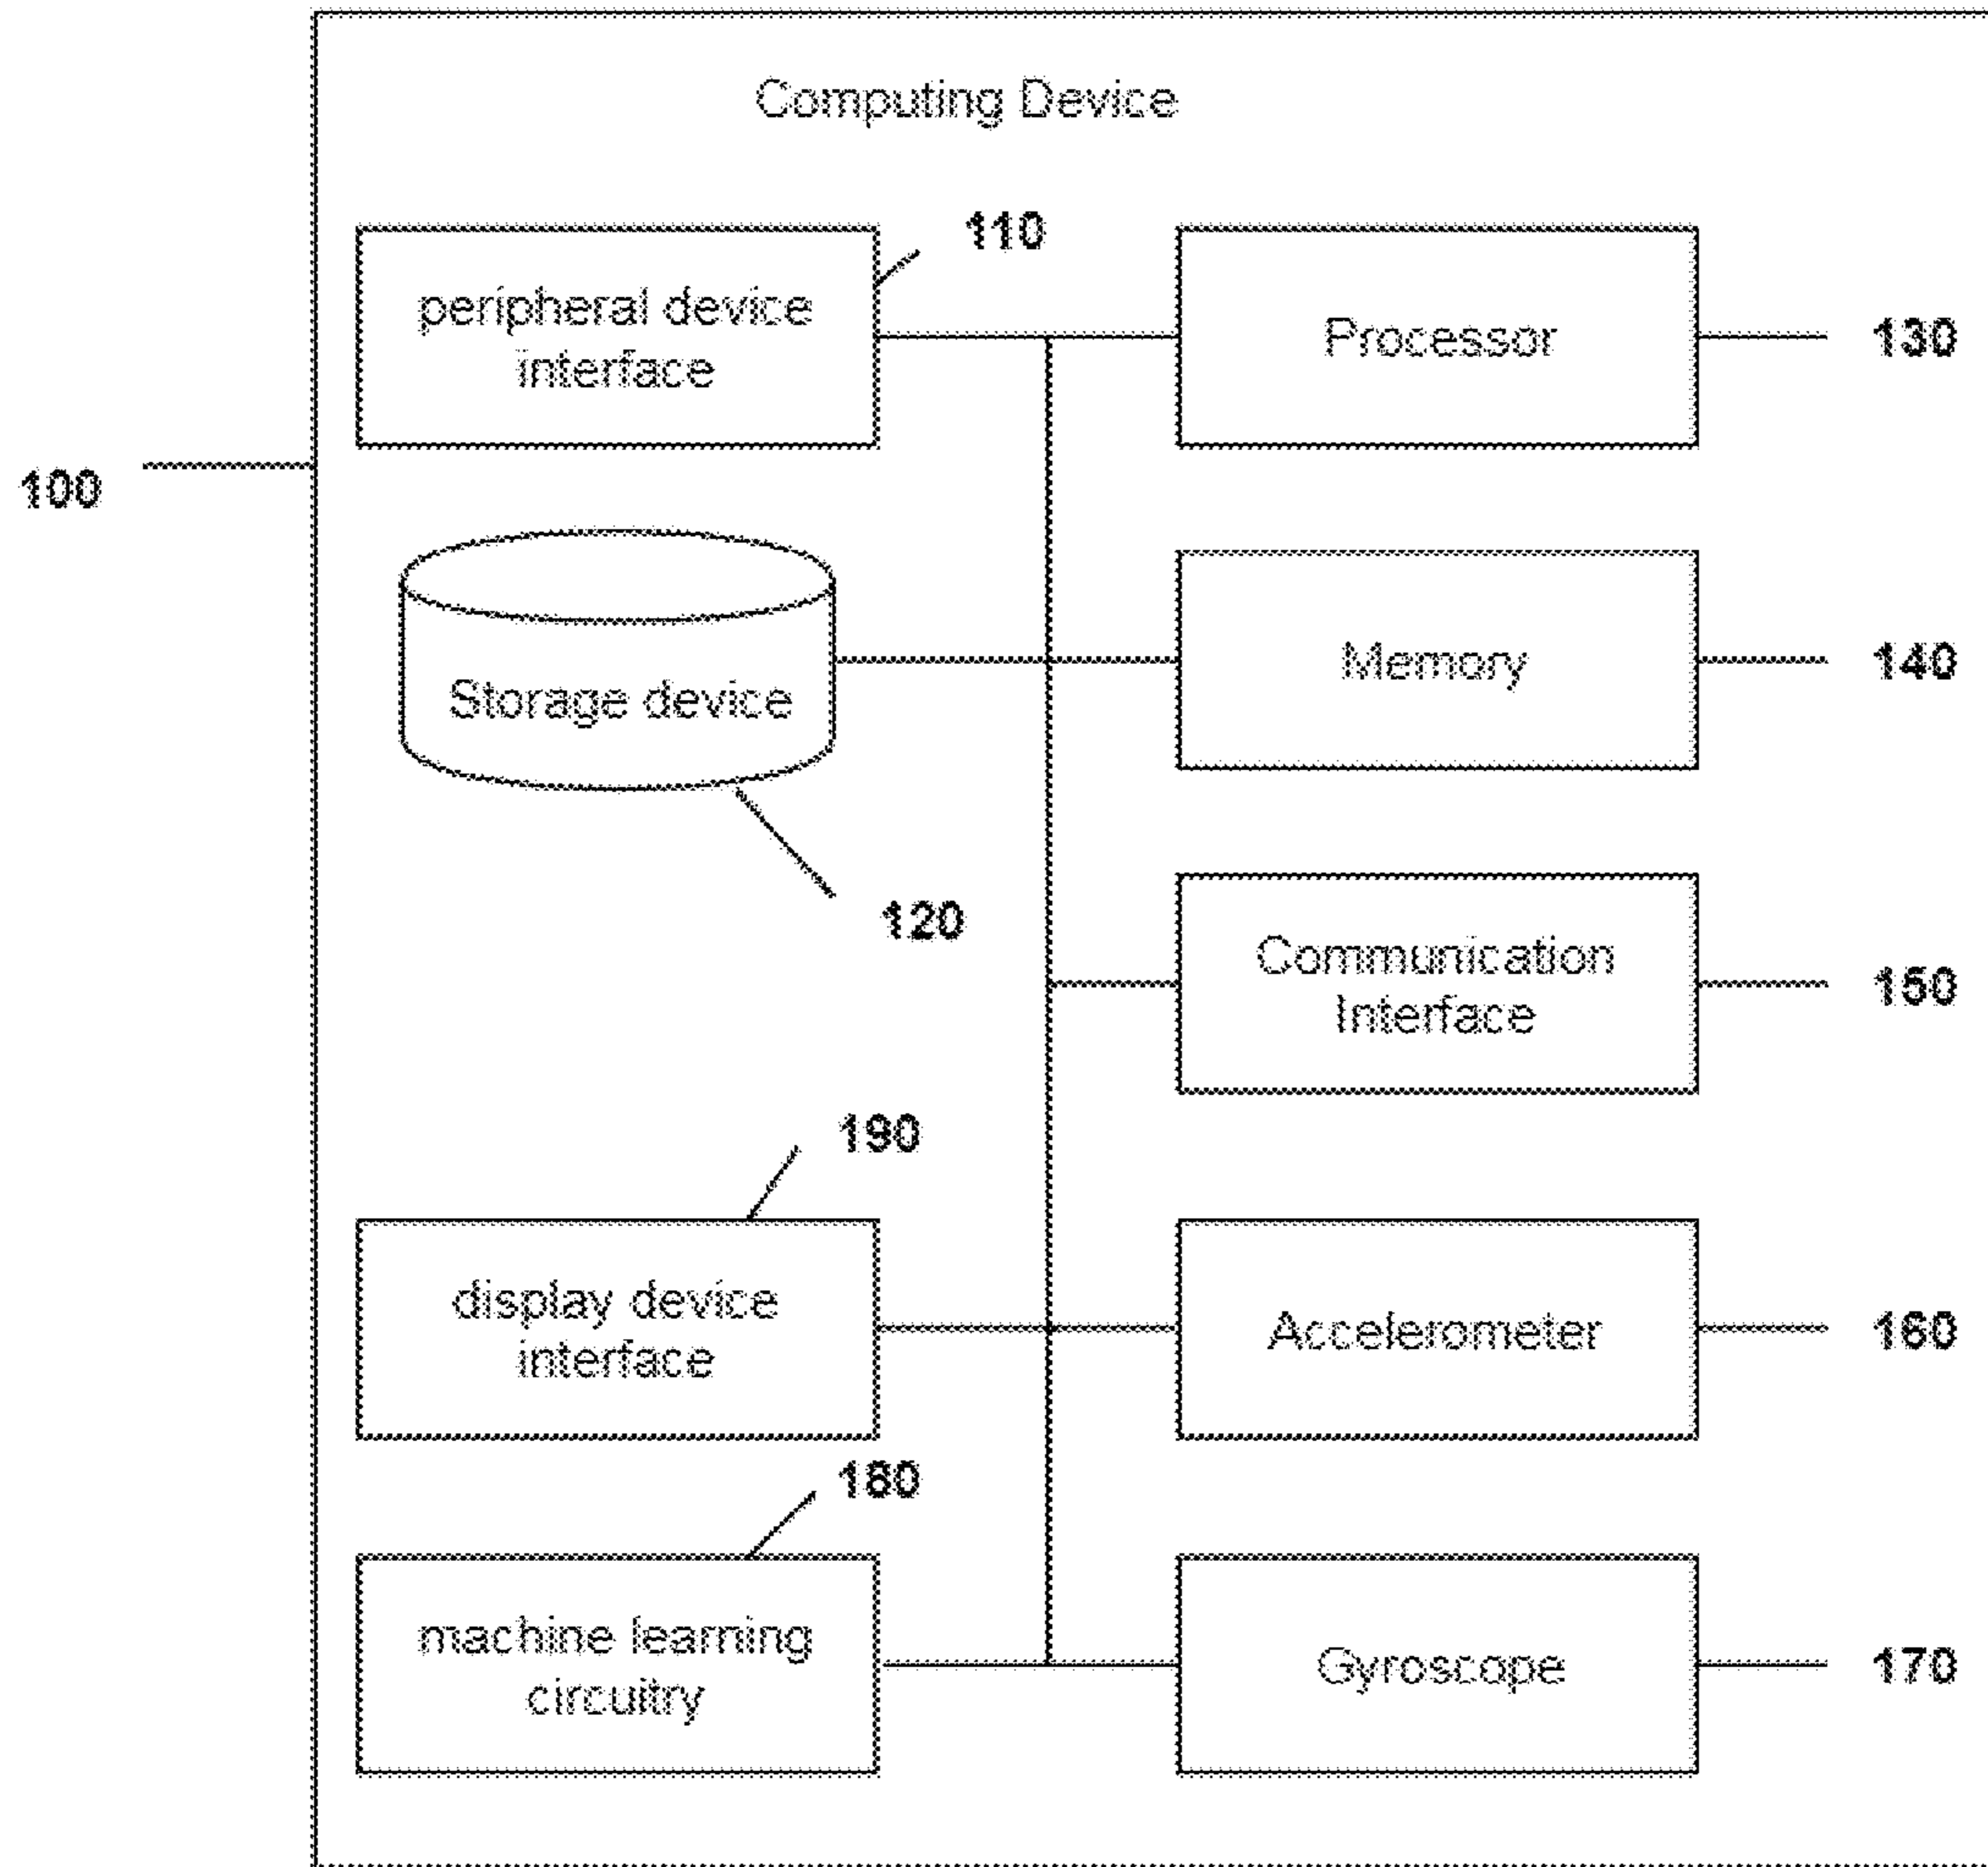 Computing Device
110
peripheral device
interface
Processor
130
100
Storage device
Memory
140
120
Communication
Interface
150
190
display device
interface
Accelerometer
160
180
machine learning
circuitry
Gyroscope
170